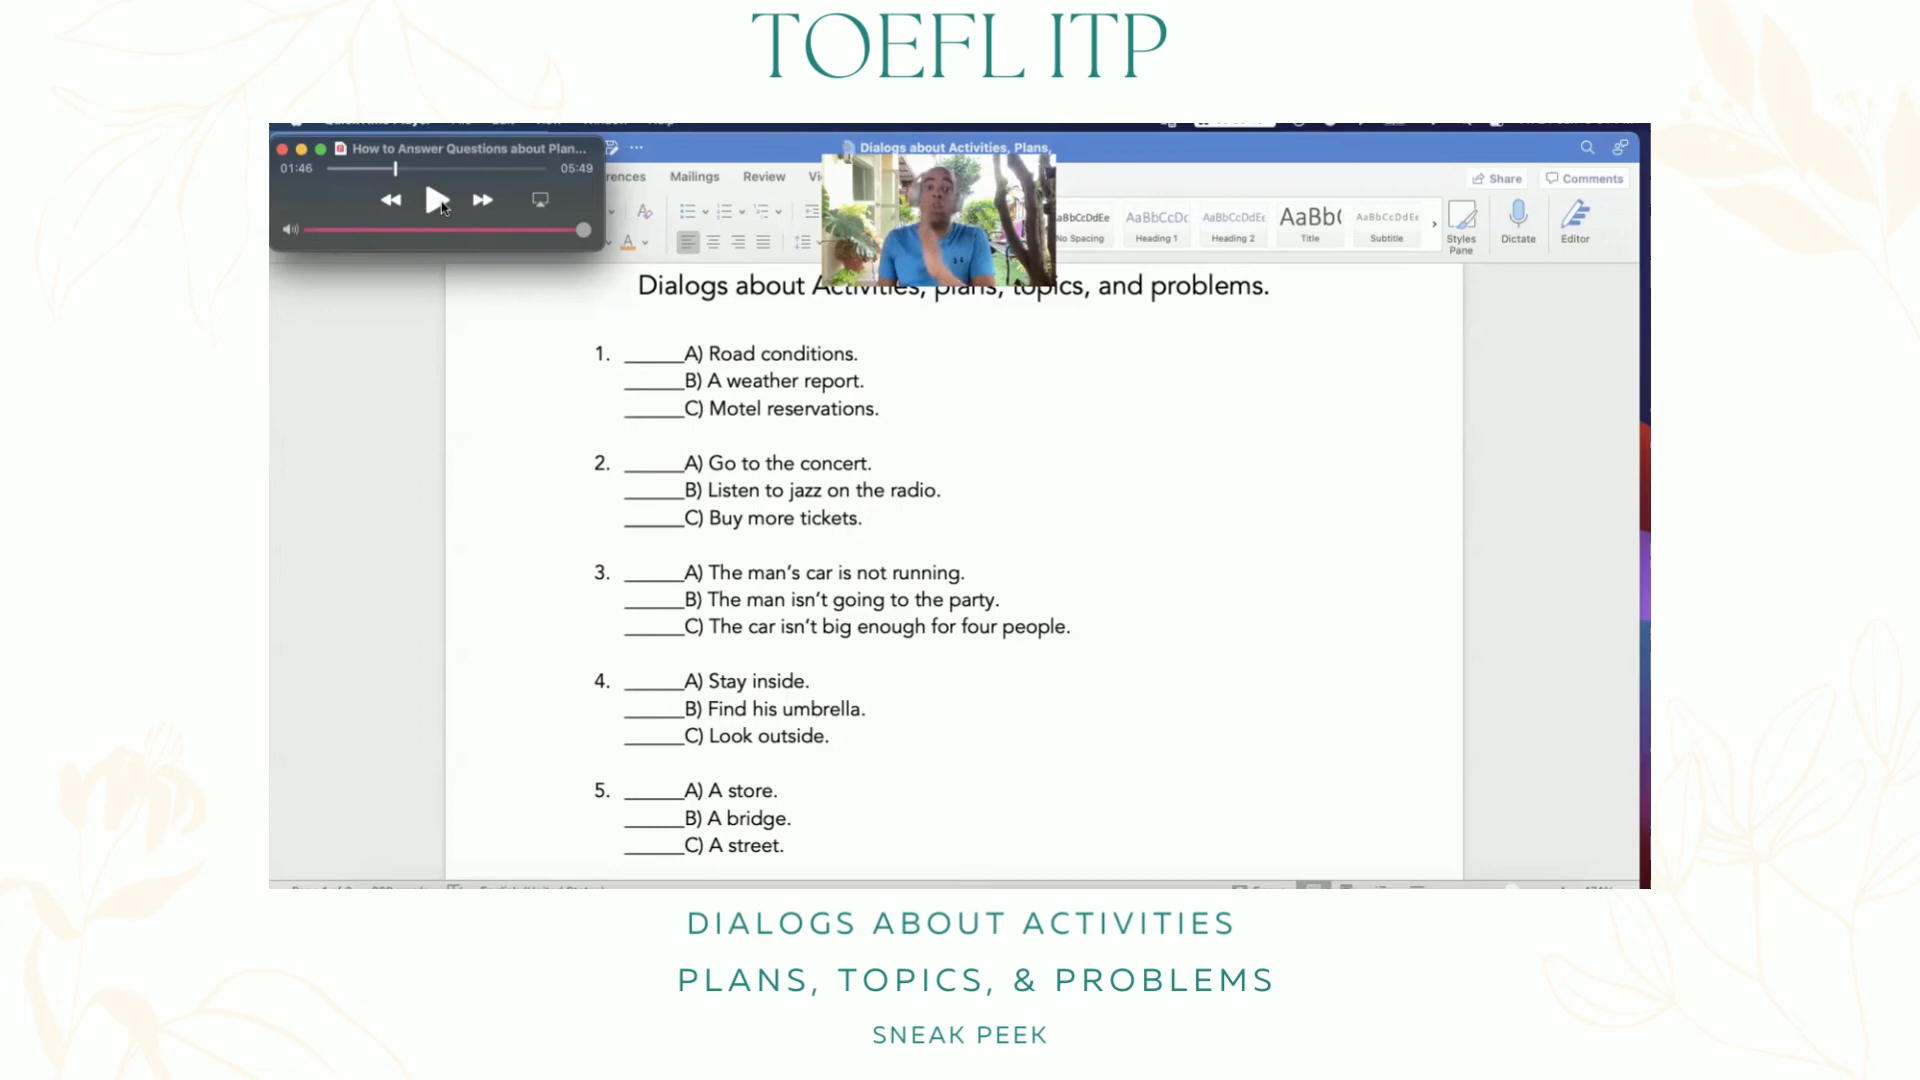 TOEFL ITP
How to Answer Questions about Plan...
01:46
05:49
Dialogs about Activities, Plans,
rences Mailings Review Vi
Share Comments
aBbCcDdEe AaBbCcDc AaBbCcDdEe AaBb( AaBbCcDdEe
No Spacing Heading 1 Heading 2 Title Subtitle
Styles Pane Dictate Editor
Dialogs about Activities, plans, topics, and problems.
1. ______A) Road conditions.
______B) A weather report.
______C) Motel reservations.
2. ______A) Go to the concert.
______B) Listen to jazz on the radio.
______C) Buy more tickets.
3. ______A) The man's car is not running.
______B) The man isn't going to the party.
______C) The car isn't big enough for four people.
4. ______A) Stay inside.
______B) Find his umbrella.
______C) Look outside.
5. ______A) A store.
______B) A bridge.
______C) A street.
DIALOGS ABOUT ACTIVITIES
PLANS, TOPICS, & PROBLEMS
SNEAK PEEK